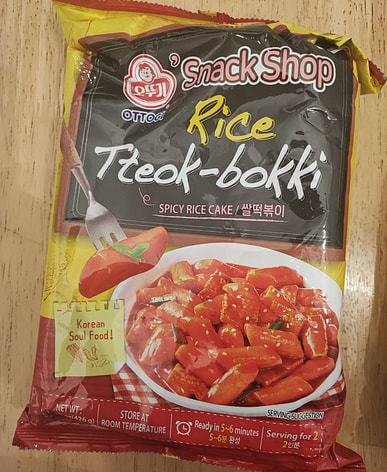 'Snack Shop
오뚜기
OTTOGI
Rice
Tteok-bokki
SPICY RICE CAKE / 쌀떡볶이
Korean
Soul Food!
SERVING SUGGESTION
NET WT.
STORE AT
ROOM TEMPERATURE
Ready in 5~6 minutes
5~6분 완성
Serving for 2
2인분